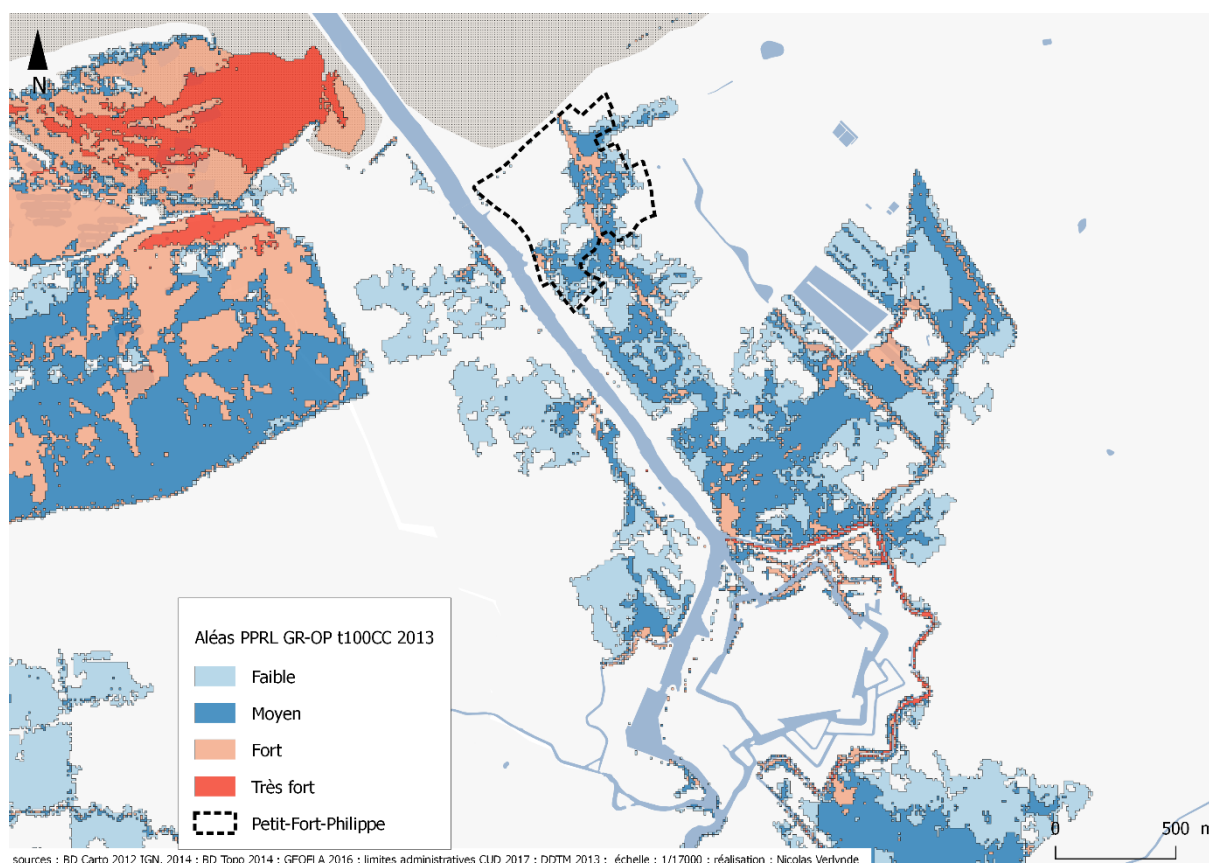 N
Aléas PPRL GR-OP t100CC 2013
Faible
Moyen
Fort
Très fort
Petit-Fort-Philippe
0 500 m
sources : BD Carto 2012 IGN, 2014 ; BD Topo 2014 ; GEOFLA 2016 ; limites administratives CUD 2017 ; DDTM 2013 ; échelle : 1/17000 ; réalisation : Nicolas Verlynde